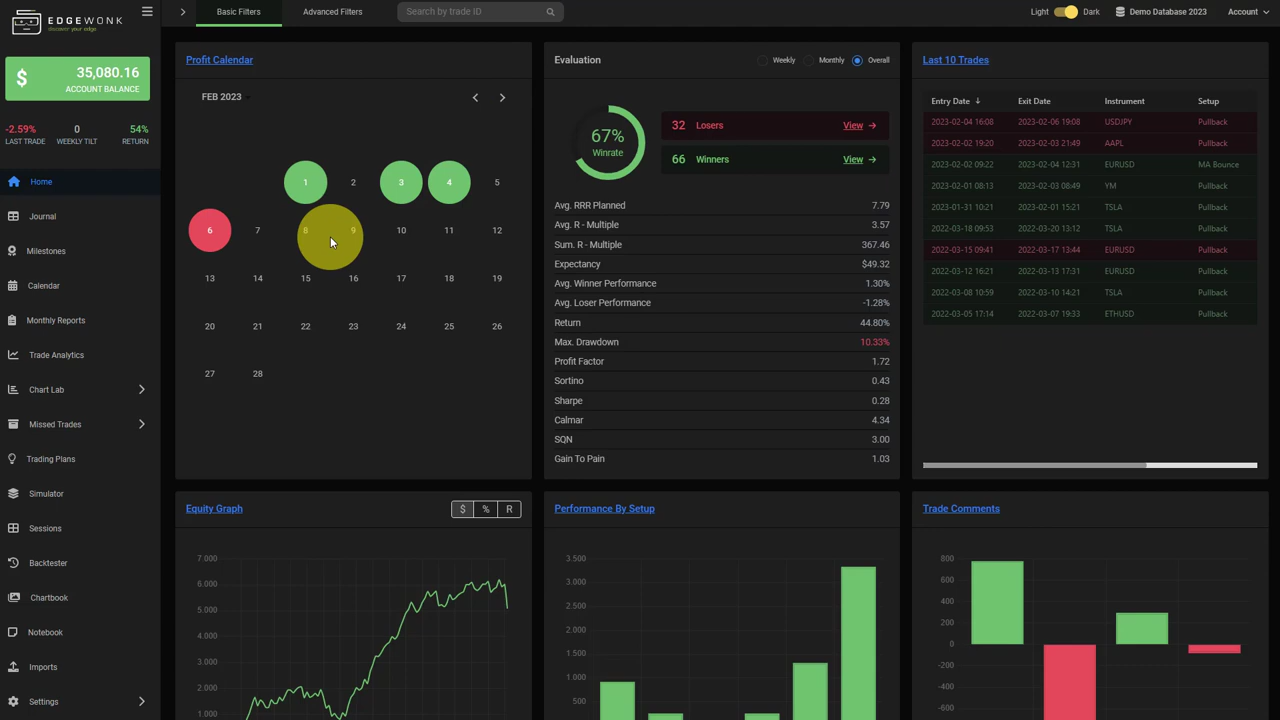 EDGEWONK
discover your edge
$
35,080.16
ACCOUNT BALANCE
-2.59%
LAST TRADE
0
WEEKLY TILT
54%
RETURN
Home
Journal
Milestones
Calendar
Monthly Reports
Trade Analytics
Chart Lab
Missed Trades
Trading Plans
Simulator
Sessions
Backtester
Chartbook
Notebook
Imports
Settings
Basic Filters
Advanced Filters
Search by trade ID
Light
Dark
Demo Database 2023
Account
Profit Calendar
FEB 2023
1 2 3 4 5
6 7 8 9 10 11 12
13 14 15 16 17 18 19
20 21 22 23 24 25 26
27 28
Evaluation
Weekly
Monthly
Overall
67%
Winrate
32 Losers View
66 Winners View
Avg. RRR Planned 7.79
Avg. R - Multiple 3.57
Sum. R - Multiple 367.46
Expectancy $49.32
Avg. Winner Performance 1.30%
Avg. Loser Performance -1.28%
Return 44.80%
Max. Drawdown 10.33%
Profit Factor 1.72
Sortino 0.43
Sharpe 0.28
Calmar 4.34
SQN 3.00
Gain To Pain 1.03
Last 10 Trades
Entry Date Exit Date Instrument Setup
2023-02-04 16:08 2023-02-06 19:08 USDJPY Pullback
2023-02-02 19:20 2023-02-03 21:49 AAPL Pullback
2023-02-02 09:22 2023-02-04 12:31 EURUSD MA Bounce
2023-02-01 08:13 2023-02-03 08:49 YM Pullback
2023-01-31 10:21 2023-02-01 15:21 TSLA Pullback
2022-03-18 09:53 2022-03-20 13:12 TSLA Pullback
2022-03-15 09:41 2022-03-17 13:44 EURUSD Pullback
2022-03-12 16:21 2022-03-13 17:31 EURUSD Pullback
2022-03-08 10:59 2022-03-10 14:21 TSLA Pullback
2022-03-05 17:14 2022-03-07 19:33 ETHUSD Pullback
Equity Graph
$ % R
7.000
6.000
5.000
4.000
3.000
2.000
1.000
Performance By Setup
3.500
3.000
2.500
2.000
1.500
1.000
500
Trade Comments
800
600
400
200
0
-200
-400
-600